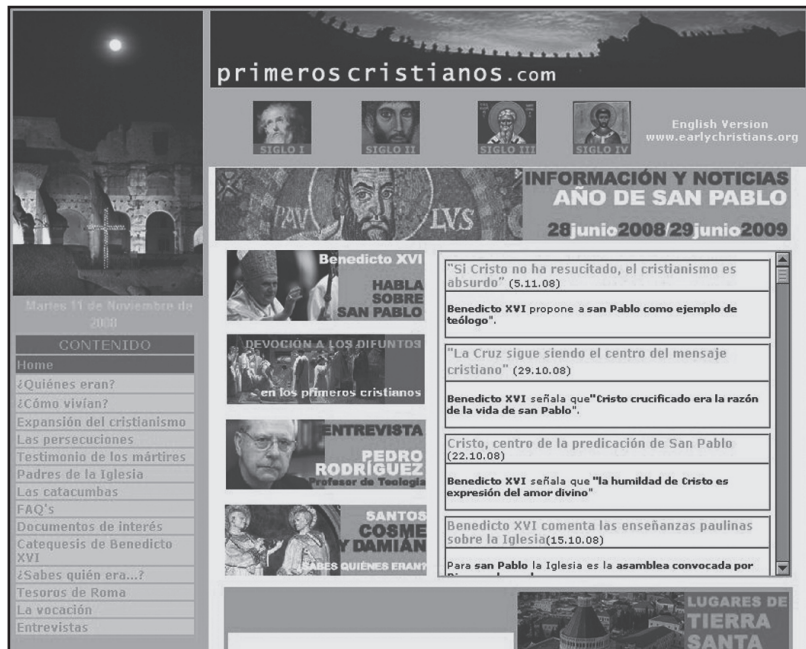 primeroscristianos.com
SIGLO I
SIGLO II
SIGLO III
SIGLO IV
English Version
www.earlychristians.org
PAV LVS
INFORMACIÓN Y NOTICIAS
AÑO DE SAN PABLO
28junio2008/29junio2009
Martes 11 de Noviembre de
2008
CONTENIDO
Home
¿Quiénes eran?
¿Cómo vivían?
Expansión del cristianismo
Las persecuciones
Testimonio de los mártires
Padres de la Iglesia
Las catacumbas
FAQ's
Documentos de interés
Catequesis de Benedicto
XVI
¿Sabes quién era...?
Tesoros de Roma
La vocación
Entrevistas
Benedicto XVI
HABLA
SOBRE
SAN PABLO
DEVOCIÓN A LOS DIFUNTOS
en los primeros cristianos
ENTREVISTA
PEDRO
RODRÍGUEZ
Profesor de Teología
SANTOS
COSME
Y DAMIÁN
¿SABES QUIÉNES ERAN?
"Si Cristo no ha resucitado, el cristianismo es
absurdo" (5.11.08)
Benedicto XVI propone a san Pablo como ejemplo de
teólogo".
"La Cruz sigue siendo el centro del mensaje
cristiano" (29.10.08)
Benedicto XVI señala que"Cristo crucificado era la razón
de la vida de san Pablo".
Cristo, centro de la predicación de San Pablo
(22.10.08)
Benedicto XVI señala que "la humildad de Cristo es
expresión del amor divino"
Benedicto XVI comenta las enseñanzas paulinas
sobre la Iglesia(15.10.08)
Para san Pablo la Iglesia es la asamblea convocada por
LUGARES DE
TIERRA
SANTA